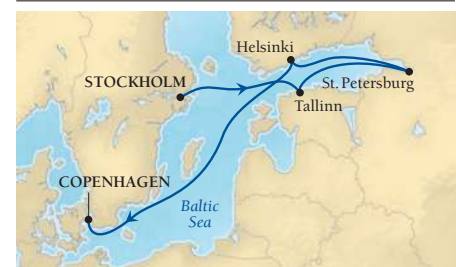 Helsinki
STOCKHOLM
St. Petersburg
Tallinn
COPENHAGEN
Baltic
Sea